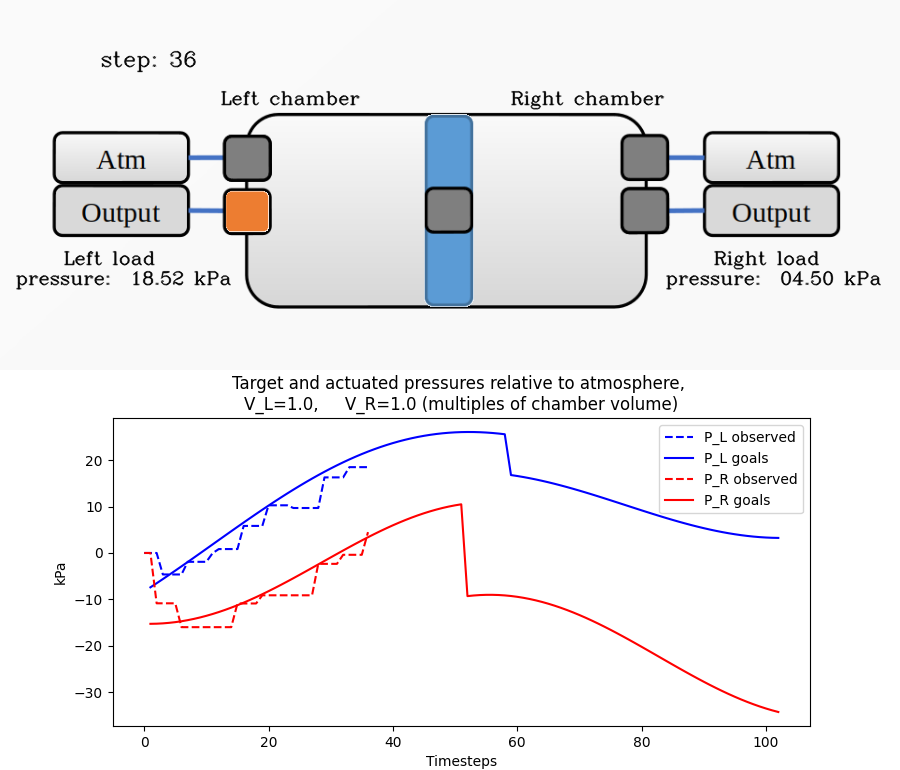 step: 36
Left chamber
Right chamber
Atm
Atm
Output
Output
Left load
pressure: 18.52 kPa
Right load
pressure: 04.50 kPa
Target and actuated pressures relative to atmosphere,
V_L=1.0, V_R=1.0 (multiples of chamber volume)
P_L observed
P_L goals
P_R observed
P_R goals
20
10
0
−10
−20
−30
kPa
0 20 40 60 80 100
Timesteps